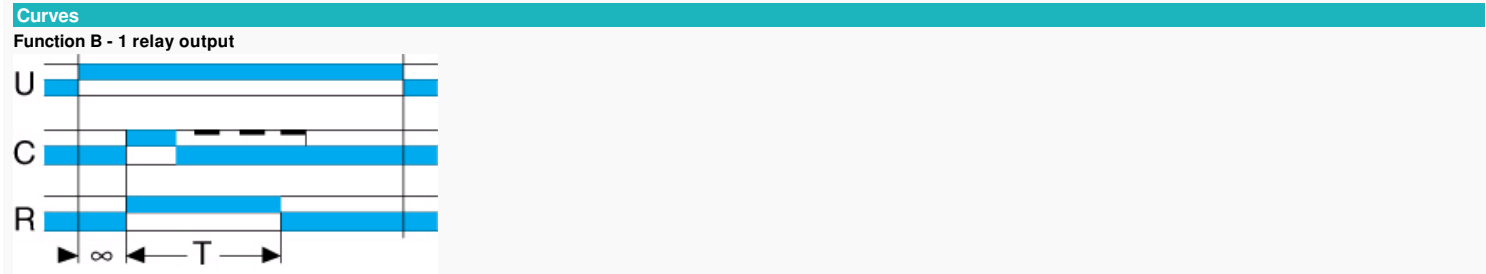 Curves
Function B - 1 relay output
U
C
R
∞ T